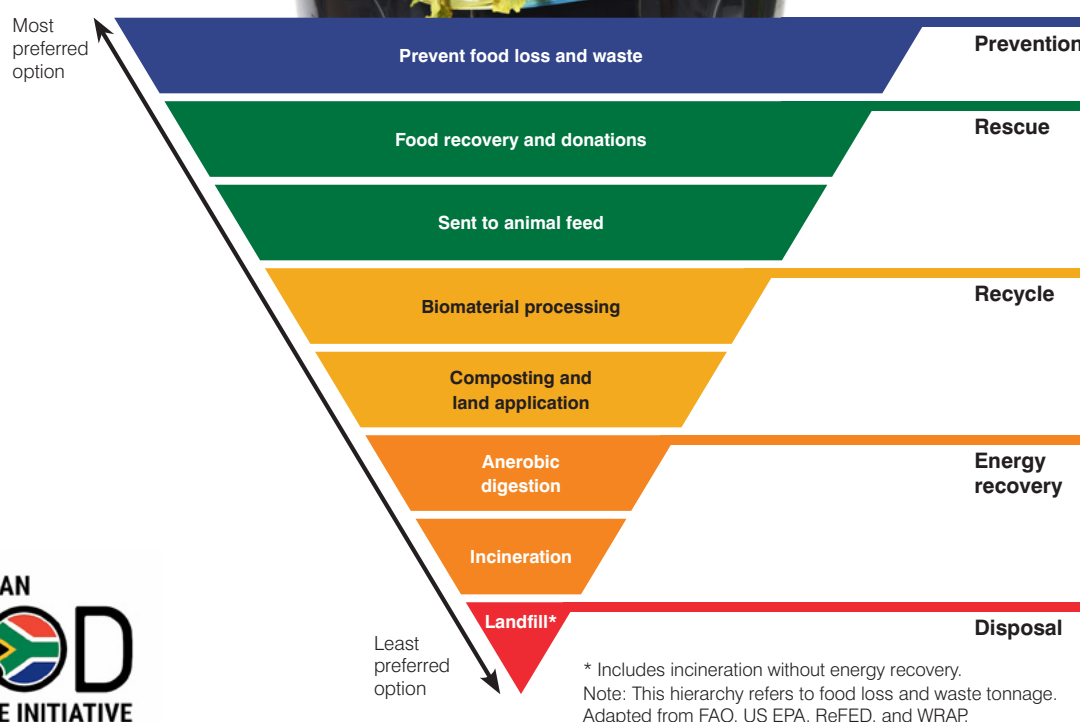 Most
preferred
option
Prevent food loss and waste
Prevention
Food recovery and donations
Rescue
Sent to animal feed
Biomaterial processing
Recycle
Composting and
land application
Anerobic
digestion
Energy
recovery
Incineration
Landfill*
Disposal
Least
preferred
option
* Includes incineration without energy recovery.
Note: This hierarchy refers to food loss and waste tonnage.
Adapted from FAO, US EPA, ReFED, and WRAP.
AN
OD
E INITIATIVE